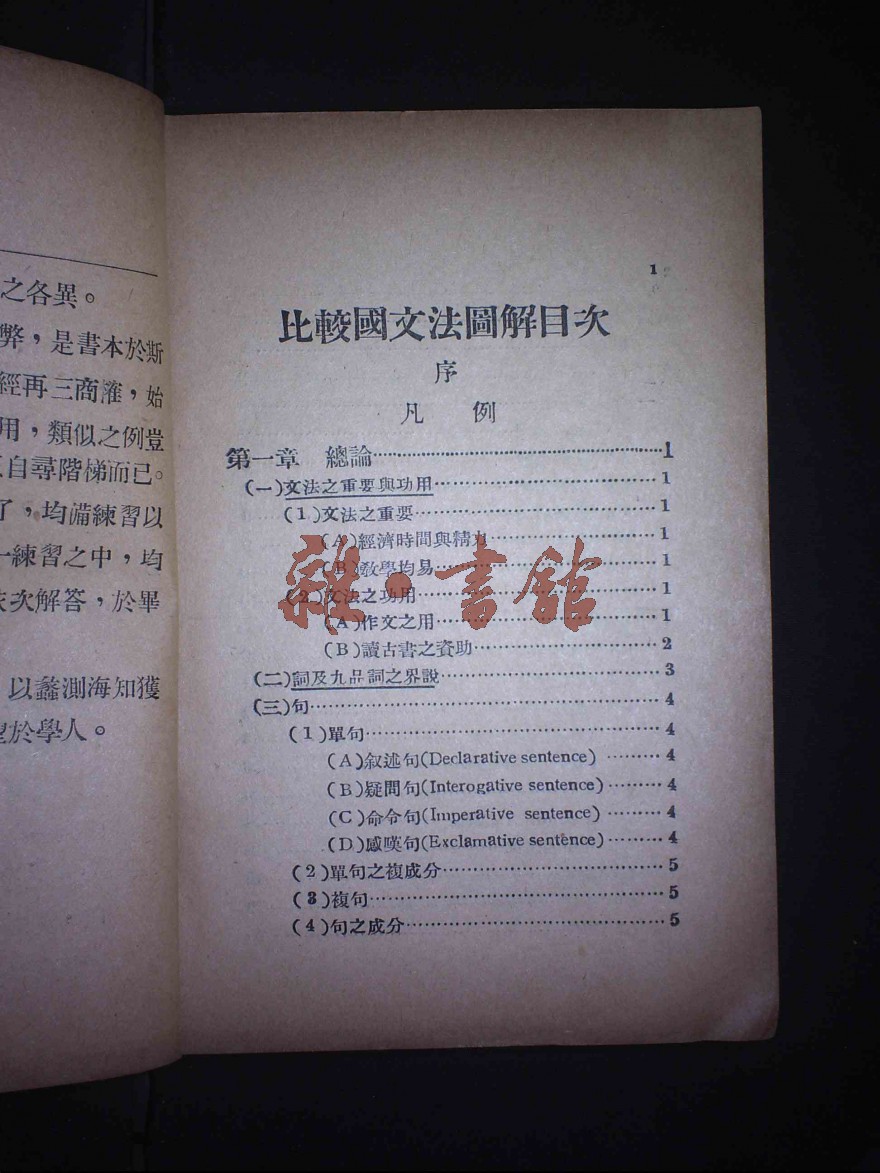 之各異。
弊，是書本於斯
經再三商潅，始
用，類似之例豈
自尋階梯而已。
了，均備練習以
一練習之中，均
依次解答，於畢
以蠡測海知獲
望於學人。
1
比較國文法圖解目次
序
凡 例
第一章 總論……1
(一)文法之重要與功用……1
(1)文法之重要……1
(A)經濟時間與精力……1
(B)教學均易……1
(2)文法之功用……1
(A)作文之用……1
(B)讀古書之資助……2
(二)詞及九品詞之界說……3
(三)句……4
(1)單句……4
(A)叙述句(Declarative sentence)……4
(B)疑問句(Interogative sentence)……4
(C)命令句(Imperative sentence)……4
(D)感嘆句(Exclamative sentence)……4
(2)單句之複成分……5
(3)複句……5
(4)句之成分……5
雜·書館